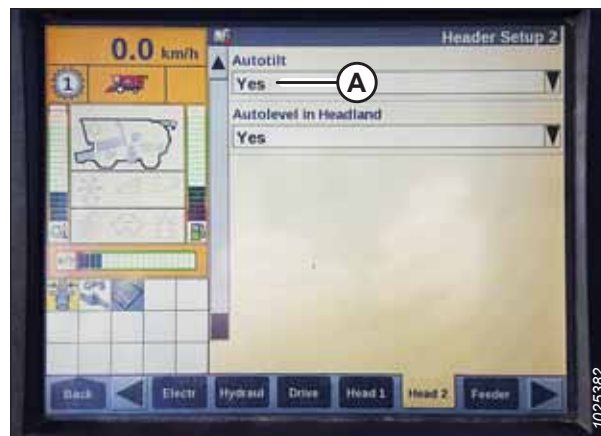 Header Setup 2
0.0 km/h
1
Autotilt
Yes
A
Autolevel in Headland
Yes
Back
Electr
Hydraul
Drive
Head 1
Head 2
Feeder
1025382